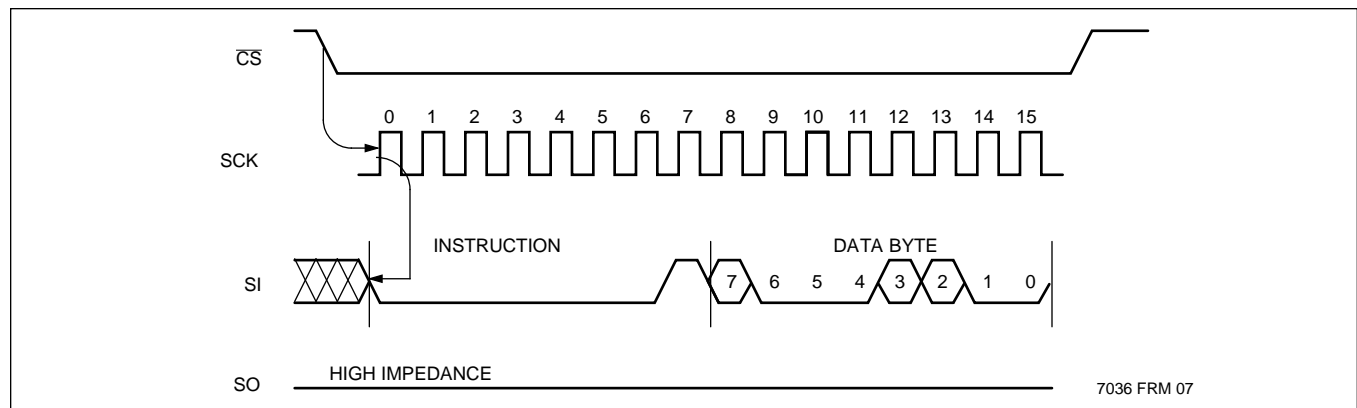 CS
0 1 2 3 4 5 6 7 8 9 10 11 12 13 14 15
SCK
INSTRUCTION DATA BYTE
SI 7 6 5 4 3 2 1 0
HIGH IMPEDANCE
SO
7036 FRM 07